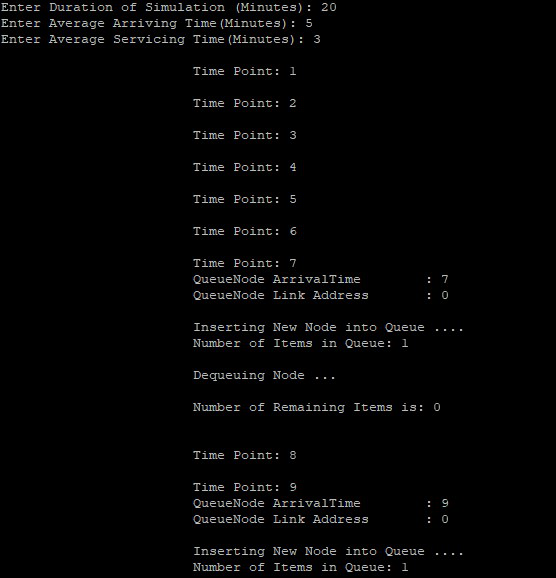 Enter Duration of Simulation (Minutes): 20
Enter Average Arriving Time(Minutes): 5
Enter Average Servicing Time(Minutes): 3
Time Point: 1
Time Point: 2
Time Point: 3
Time Point: 4
Time Point: 5
Time Point: 6
Time Point: 7
QueueNode ArrivalTime : 7
QueueNode Link Address : 0
Inserting New Node into Queue ....
Number of Items in Queue: 1
Dequeuing Node ...
Number of Remaining Items is: 0
Time Point: 8
Time Point: 9
QueueNode ArrivalTime : 9
QueueNode Link Address : 0
Inserting New Node into Queue ....
Number of Items in Queue: 1